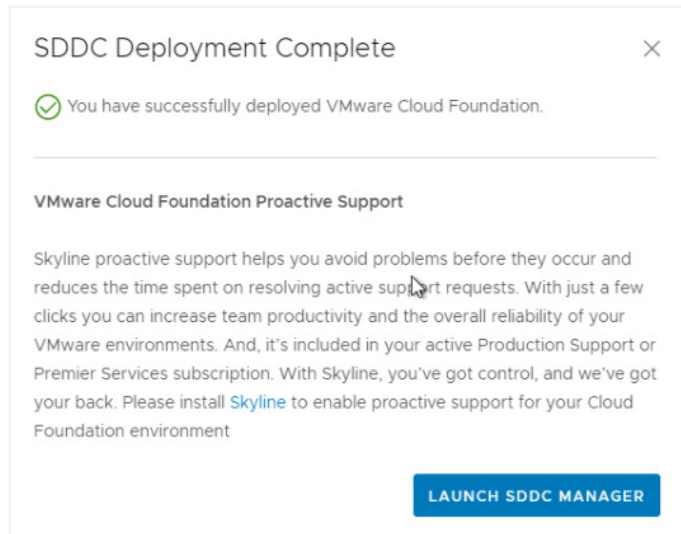 SDDC Deployment Complete
You have successfully deployed VMware Cloud Foundation.
VMware Cloud Foundation Proactive Support
Skyline proactive support helps you avoid problems before they occur and
reduces the time spent on resolving active support requests. With just a few
clicks you can increase team productivity and the overall reliability of your
VMware environments. And, it's included in your active Production Support or
Premier Services subscription. With Skyline, you've got control, and we've got
your back. Please install Skyline to enable proactive support for your Cloud
Foundation environment
LAUNCH SDDC MANAGER